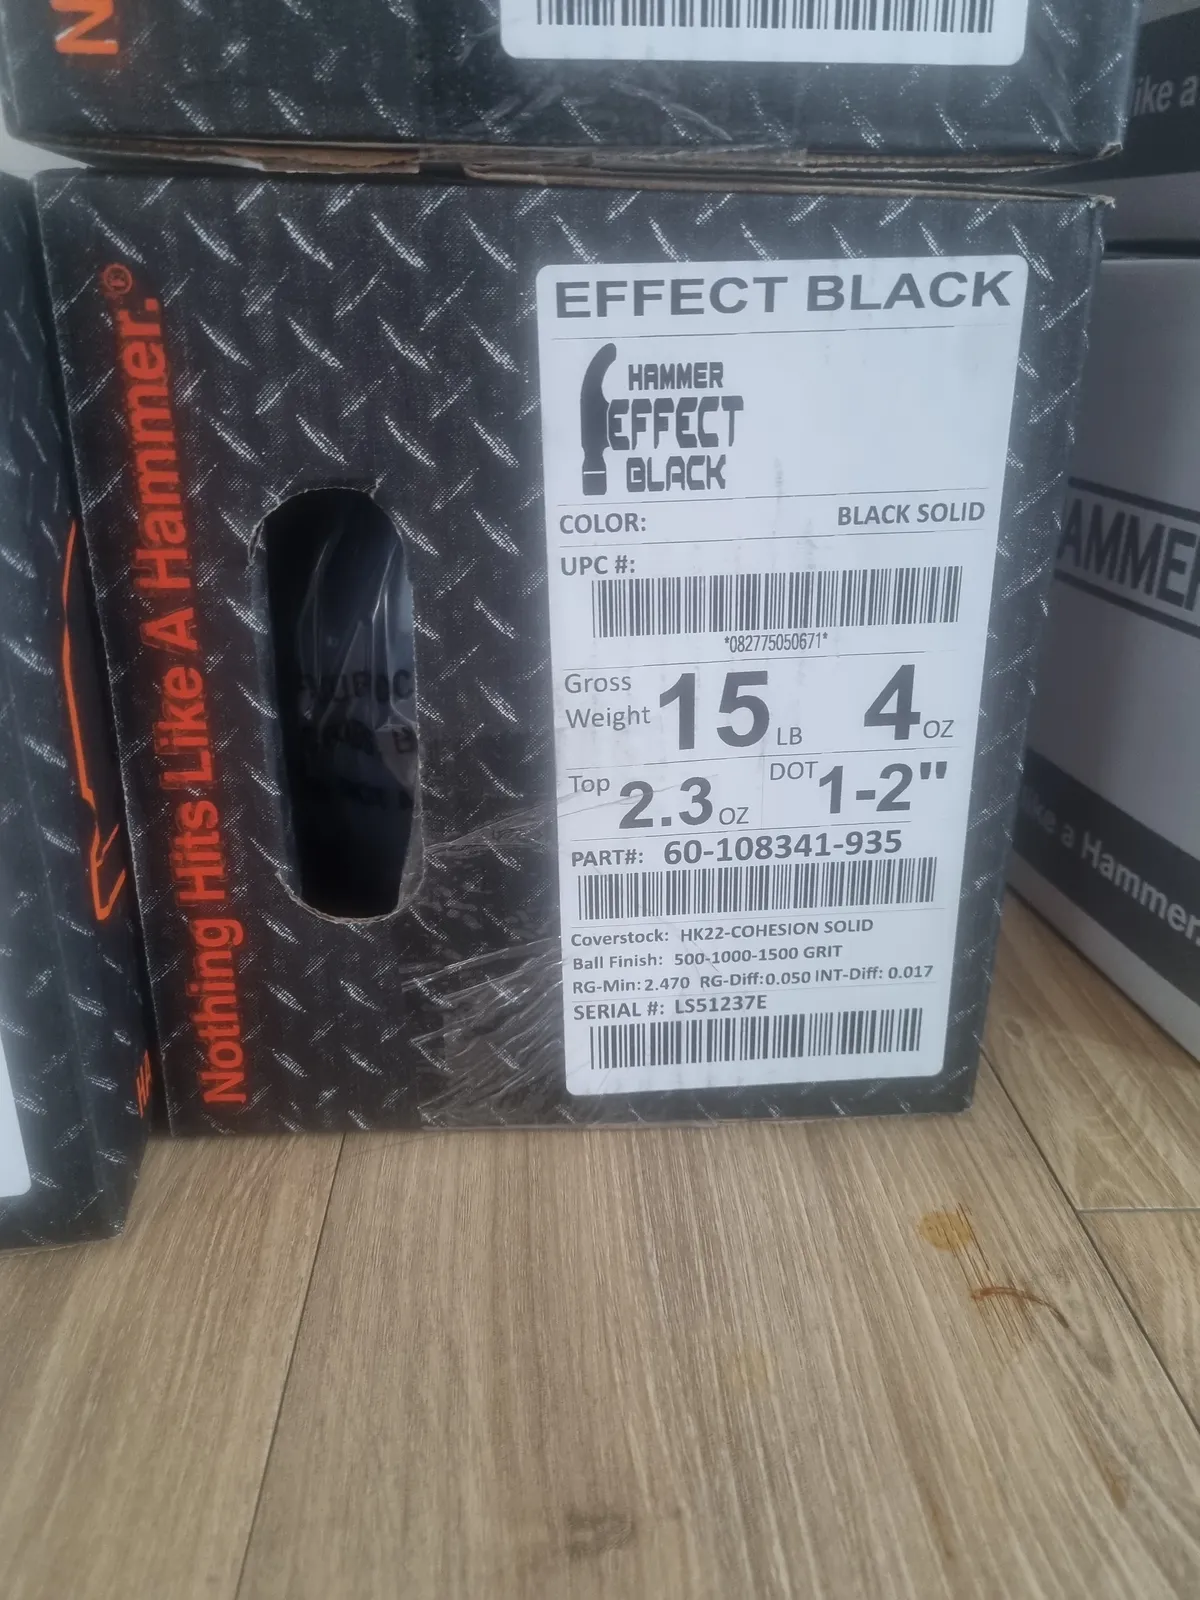 N
ike a
Nothing Hits Like A Hammer.®
EFFECT BLACK
HAMMER
EFFECT
BLACK
COLOR: BLACK SOLID
UPC #:
*082775050671*
Gross Weight 15 LB 4 OZ
Top 2.3 OZ DOT 1-2"
PART#: 60-108341-935
Coverstock: HK22-COHESION SOLID
Ball Finish: 500-1000-1500 GRIT
RG-Min: 2.470 RG-Diff: 0.050 INT-Diff: 0.017
SERIAL #: LS51237E
HA
AMMER
ke a Hammer.